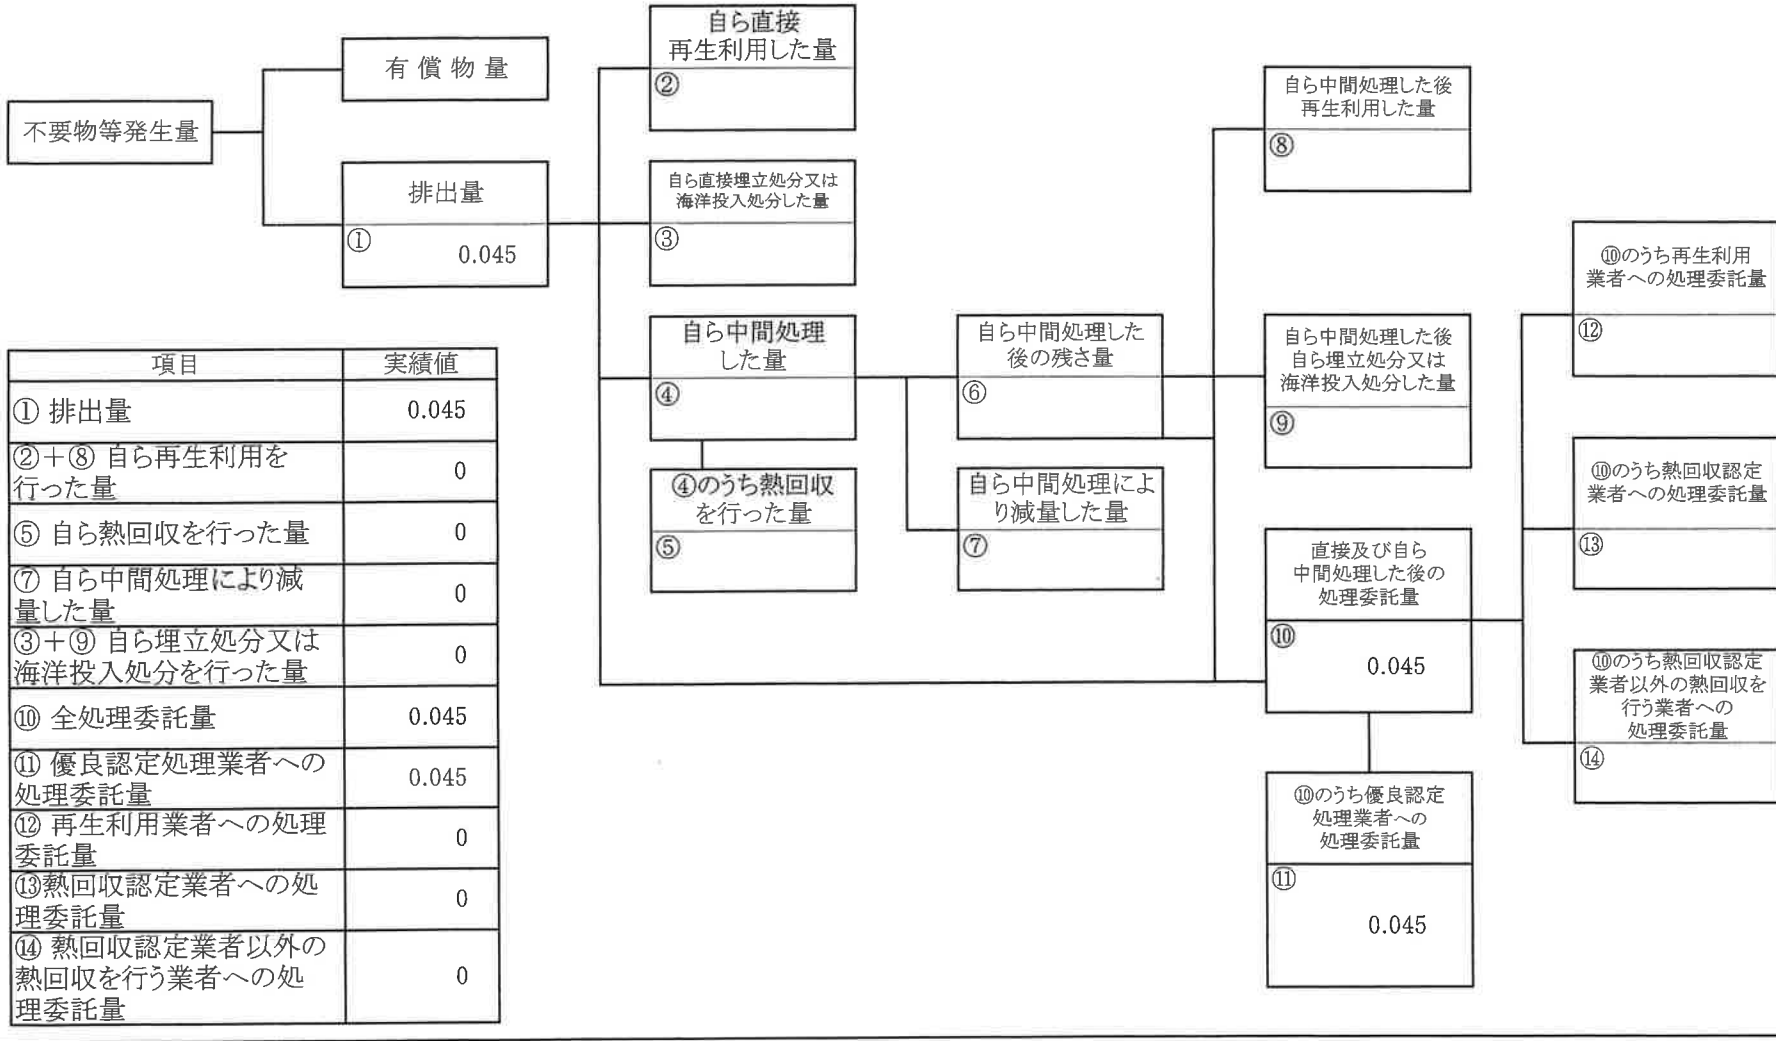 不要物等発生量
有償物量
排出量
①
0.045
自ら直接
再生利用した量
②
自ら直接埋立処分又は
海洋投入処分した量
③
自ら中間処理
した量
④
④のうち熱回収
を行った量
⑤
自ら中間処理した
後の残さ量
⑥
自ら中間処理によ
り減量した量
⑦
自ら中間処理した後
再生利用した量
⑧
自ら中間処理した後
自ら埋立処分又は
海洋投入処分した量
⑨
直接及び自ら
中間処理した後の
処理委託量
⑩
0.045
⑩のうち優良認定
処理業者への
処理委託量
⑪
0.045
⑩のうち再生利用
業者への処理委託量
⑫
⑩のうち熱回収認定
業者への処理委託量
⑬
⑩のうち熱回収認定
業者以外の熱回収を
行う業者への
処理委託量
⑭
項目 実績値
① 排出量 0.045
②＋⑧ 自ら再生利用を
行った量 0
⑤ 自ら熱回収を行った量 0
⑦ 自ら中間処理により減
量した量 0
③＋⑨ 自ら埋立処分又は
海洋投入処分を行った量 0
⑩ 全処理委託量 0.045
⑪ 優良認定処理業者への
処理委託量 0.045
⑫ 再生利用業者への処理
委託量 0
⑬熱回収認定業者への処
理委託量 0
⑭ 熱回収認定業者以外の
熱回収を行う業者への処
理委託量 0